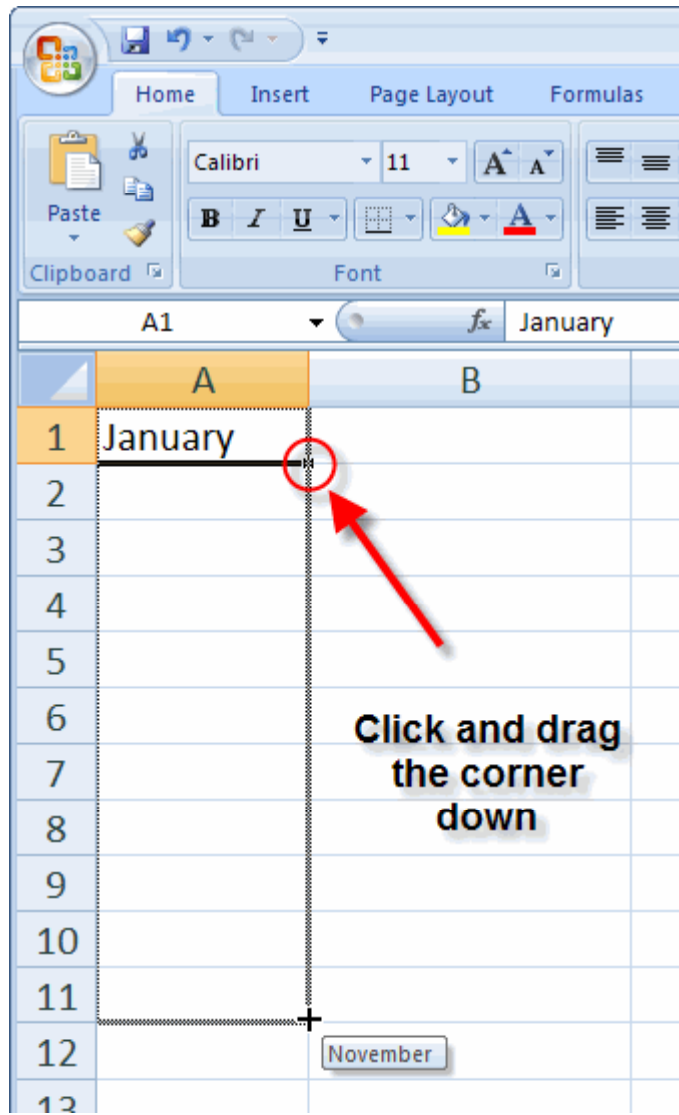 Home Insert Page Layout Formulas
Calibri 11 A A
Paste
B I U A
Clipboard Font
A1 fx January
A B
1 January
2
3
4
5
6
Click and drag
7 the corner
8 down
9
10
11
12 November
13